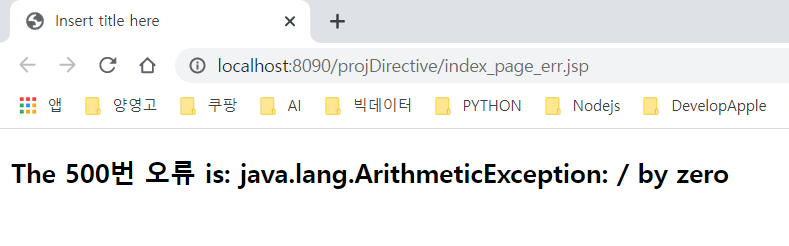 Insert title here
localhost:8090/projDirective/index_page_err.jsp
앱 양영고 쿠팡 AI 빅데이터 PYTHON Nodejs DevelopApple
The 500번 오류 is: java.lang.ArithmeticException: / by zero